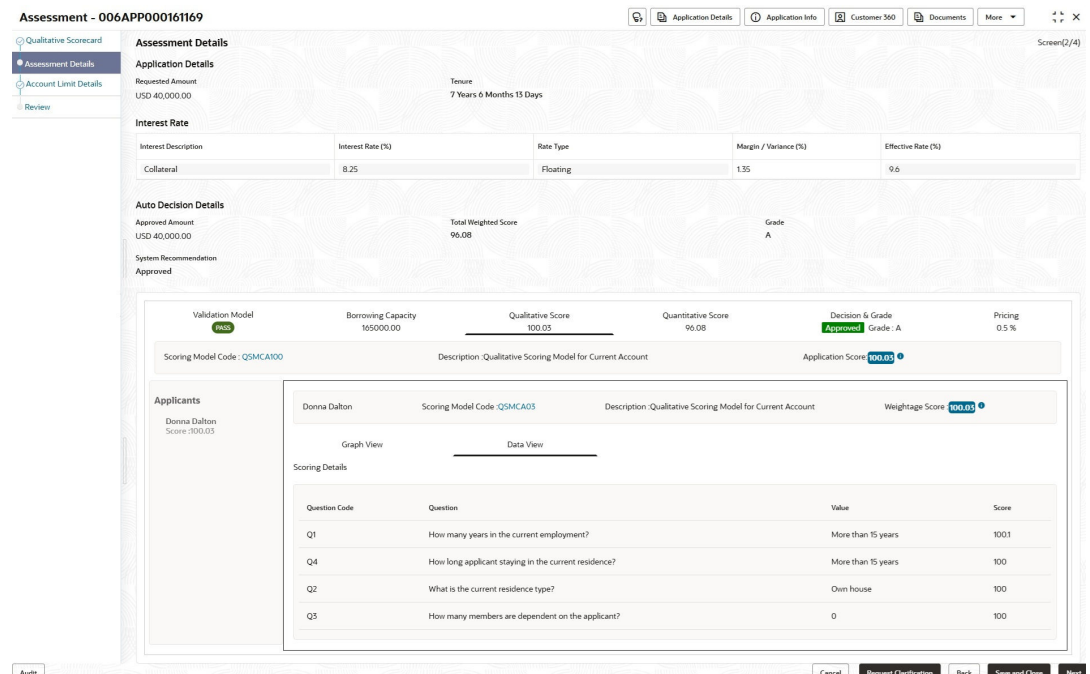 Assessment - 006APP000161169
Application Details
Application Info
Customer 360
Documents
More
Qualitative Scorecard
Assessment Details
Account Limit Details
Review
Assessment Details
Screen(2/4)
Application Details
Requested Amount Tenure
USD 40,000.00 7 Years 6 Months 13 Days
Interest Rate
Interest Description Interest Rate (%) Rate Type Margin / Variance (%) Effective Rate (%)
Collateral 8.25 Floating 1.35 9.6
Auto Decision Details
Approved Amount Total Weighted Score Grade
USD 40,000.00 96.08 A
System Recommendation
Approved
Validation Model Borrowing Capacity Qualitative Score Quantitative Score Decision & Grade Pricing
PASS 165000.00 100.03 96.08 Approved Grade : A 0.5 %
Scoring Model Code : QSMCA100 Description :Qualitative Scoring Model for Current Account Application Score: 100.03
Applicants
Donna Dalton
Score :100.03
Donna Dalton Scoring Model Code :QSMCA03 Description :Qualitative Scoring Model for Current Account Weightage Score :100.03
Graph View Data View
Scoring Details
Question Code Question Value Score
Q1 How many years in the current employment? More than 15 years 100.1
Q4 How long applicant staying in the current residence? More than 15 years 100
Q2 What is the current residence type? Own house 100
Q3 How many members are dependent on the applicant? 0 100
Audit Cancel Request Clarification Back Save and Close Next